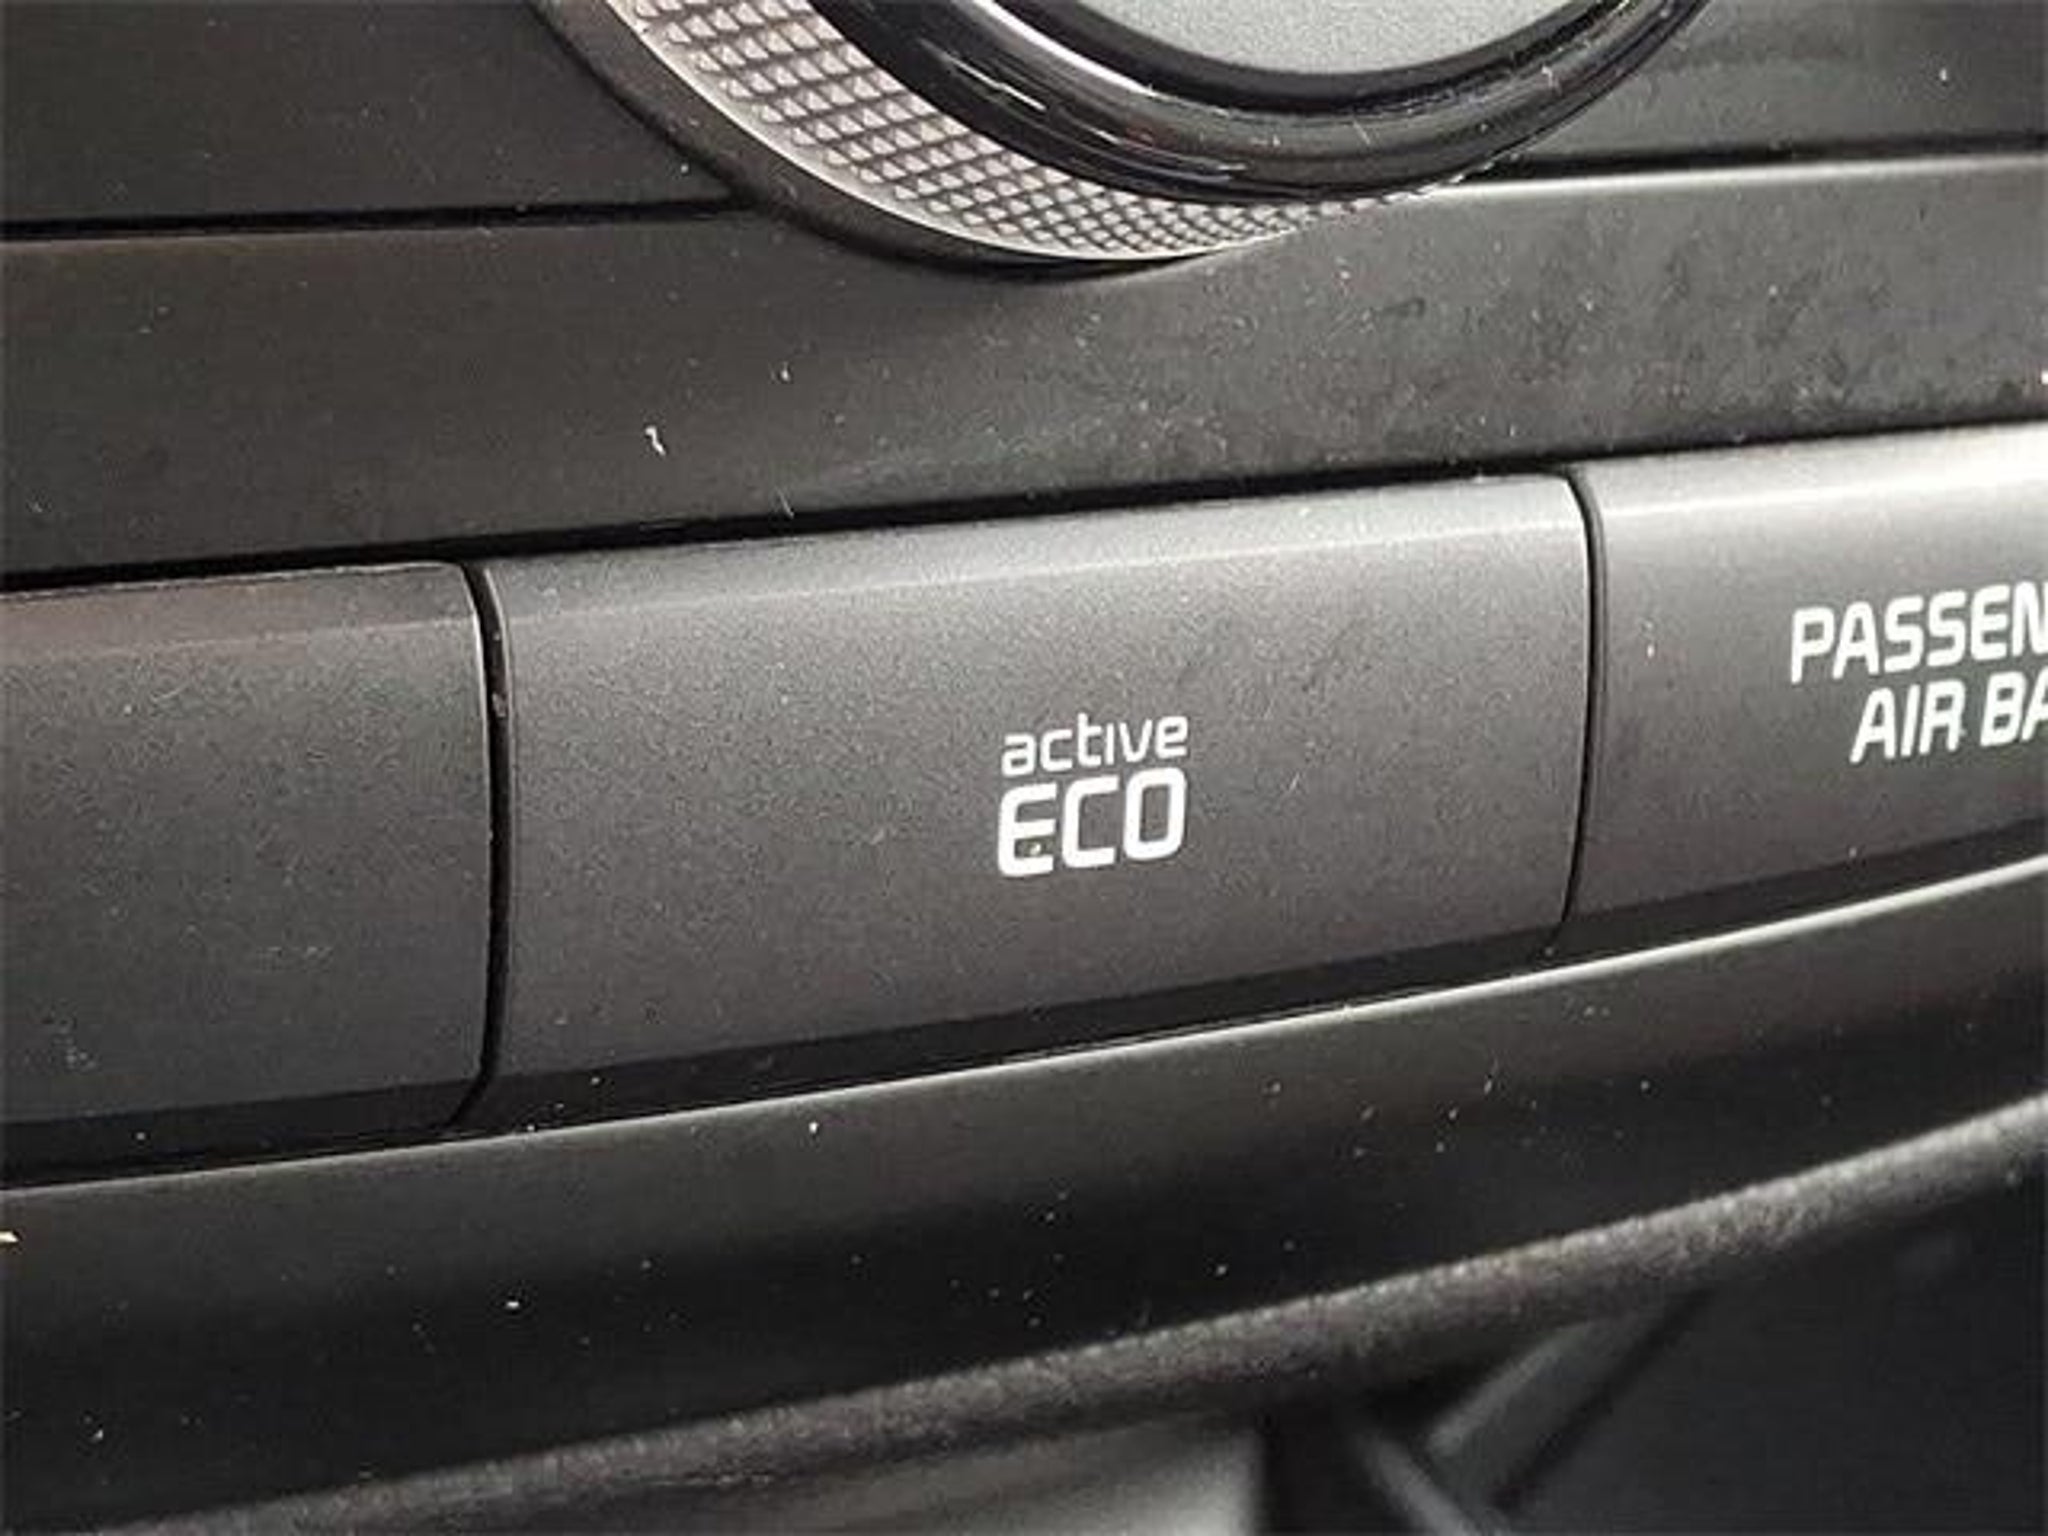 active
ECO
PASSEN
AIR BA